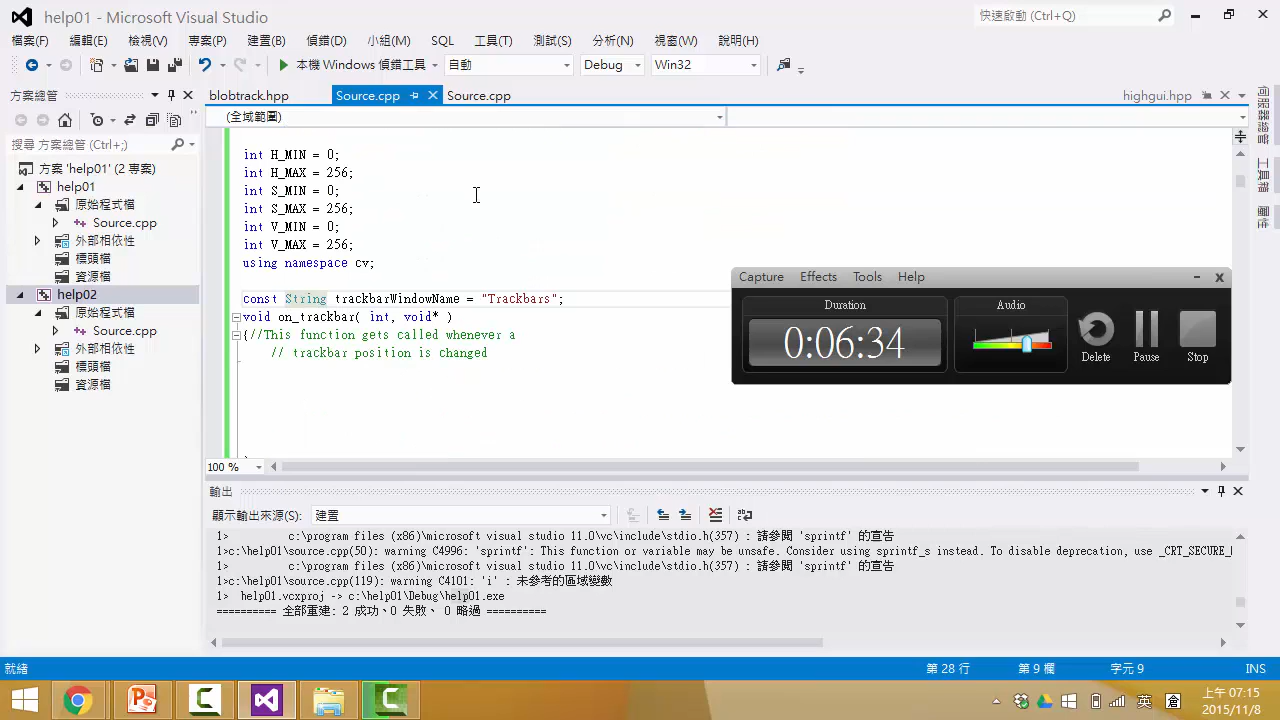 help01 - Microsoft Visual Studio
快速啟動 (Ctrl+Q)
檔案(F) 編輯(E) 檢視(V) 專案(P) 建置(B) 偵錯(D) 小組(M) SQL 工具(T) 測試(S) 分析(N) 視窗(W) 說明(H)
本機 Windows 偵錯工具 自動 Debug Win32
方案總管
blobtrack.hpp Source.cpp Source.cpp highgui.hpp
(全域範圍)
搜尋 方案總管 (Ctrl+;)
方案 'help01' (2 專案)
help01
原始程式檔
Source.cpp
外部相依性
標頭檔
資源檔
help02
原始程式檔
Source.cpp
外部相依性
標頭檔
資源檔
int H_MIN = 0;
int H_MAX = 256;
int S_MIN = 0;
int S_MAX = 256;
int V_MIN = 0;
int V_MAX = 256;
using namespace cv;
const String trackbarWindowName = "Trackbars";
void on_trackbar( int, void* )
{//This function gets called whenever a
// trackbar position is changed
100 %
Capture Effects Tools Help
Duration
0:06:34
Audio
Delete Pause Stop
伺服器總管
工具箱
屬性
輸出
顯示輸出來源(S): 建置
1> c:\program files (x86)\microsoft visual studio 11.0\vc\include\stdio.h(357) : 請參閱 'sprintf' 的宣告
1>c:\help01\source.cpp(50): warning C4996: 'sprintf': This function or variable may be unsafe. Consider using sprintf_s instead. To disable deprecation, use _CRT_SECURE_
1> c:\program files (x86)\microsoft visual studio 11.0\vc\include\stdio.h(357) : 請參閱 'sprintf' 的宣告
1>c:\help01\source.cpp(119): warning C4101: 'i' : 未參考的區域變數
1> help01.vcxproj -> c:\help01\Debug\help01.exe
========== 全部重建: 2 成功、0 失敗、 0 略過 ==========
就緒 第 28 行 第 9 欄 字元 9 INS
英 倉 上午 07:15
2015/11/8